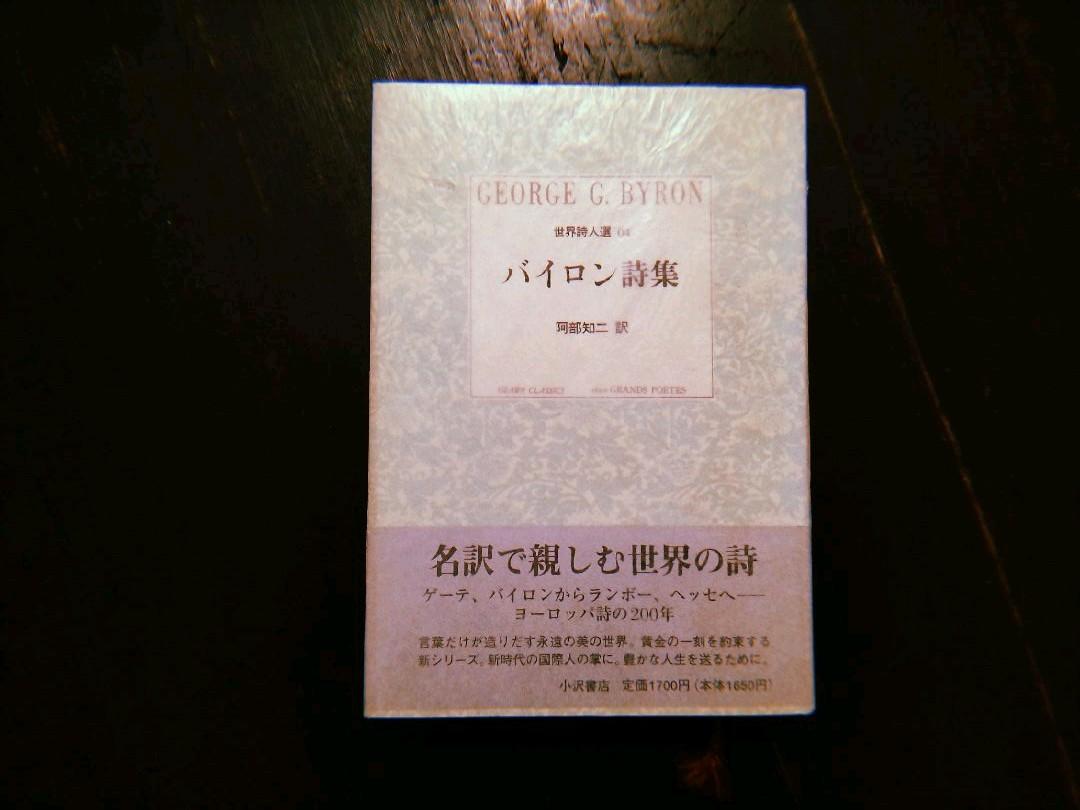 GEORGE G. BYRON
世界詩人選 04
バイロン詩集
阿部知二 訳
CLASSICS GRANDS POETES
名訳で親しむ世界の詩
ゲーテ、バイロンからランボー、ヘッセへ──
ヨーロッパ詩の200年
言葉だけが造りだす永遠の美の世界。黄金の一刻を約束する
新シリーズ。新時代の国際人の掌に。豊かな人生を送るために。
小沢書店 定価1700円(本体1650円)